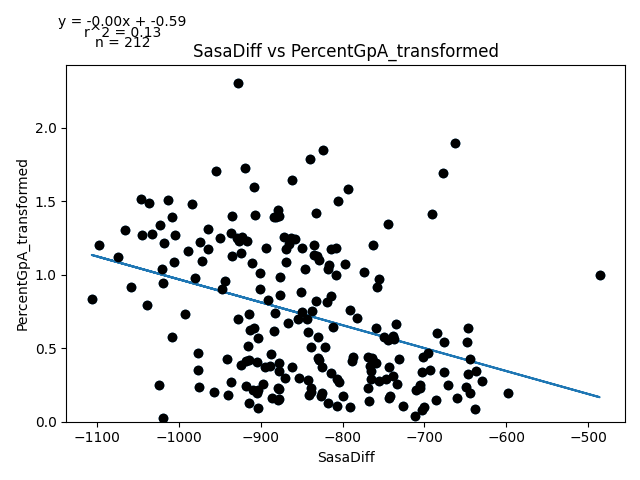 y = -0.00x + -0.59
r^2 = 0.13
n = 212
SasaDiff vs PercentGpA_transformed
PercentGpA_transformed
2.0
1.5
1.0
0.5
0.0
−1100 −1000 −900 −800 −700 −600 −500
SasaDiff